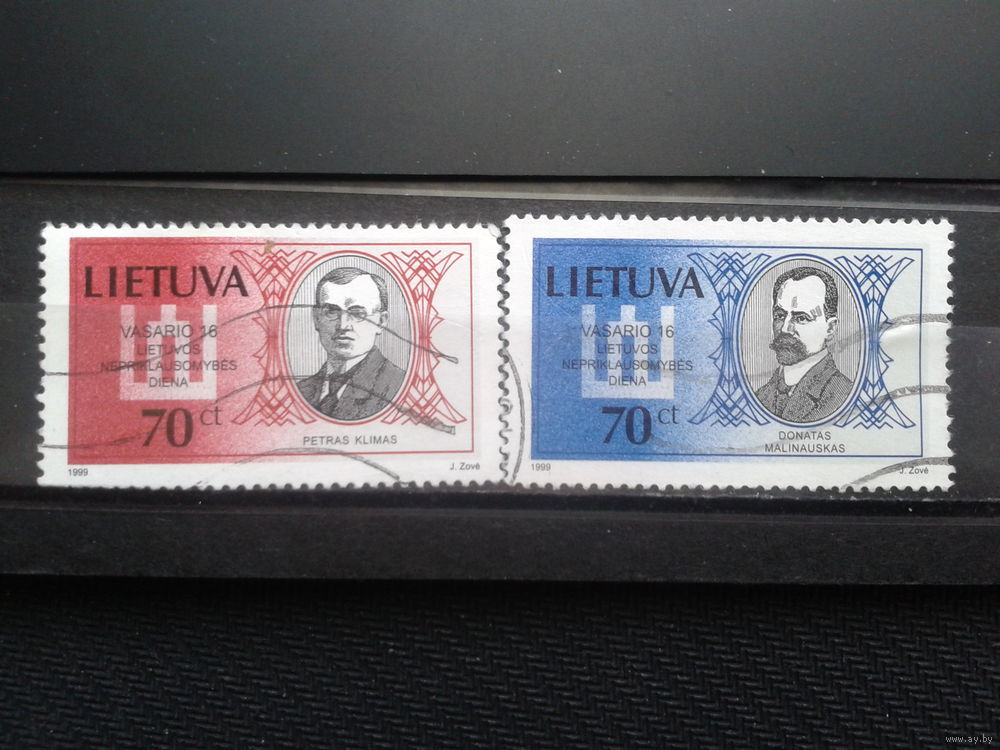 LIETUVA
VASARIO 16
LIETUVOS
NEPRIKLAUSOMYBĖS
DIENA
70 ct
PETRAS KLIMAS
1999
J. Zovė
LIETUVA
VASARIO 16
LIETUVOS
NEPRIKLAUSOMYBĖS
DIENA
70 ct
DONATAS
MALINAUSKAS
1999
J. Zovė
www.ay.by